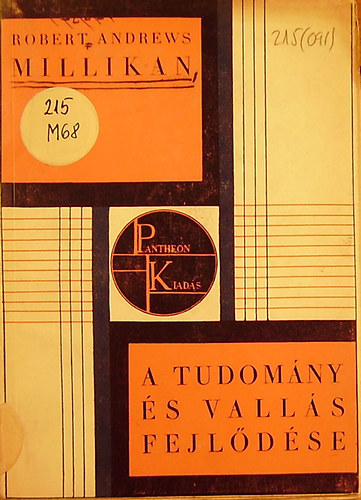 ROBERT ANDREWS
MILLIKAN,
215(091)
215
M68
PANTHEON
KIADÁS
A TUDOMÁNY
ÉS VALLÁS
FEJLŐDÉSE